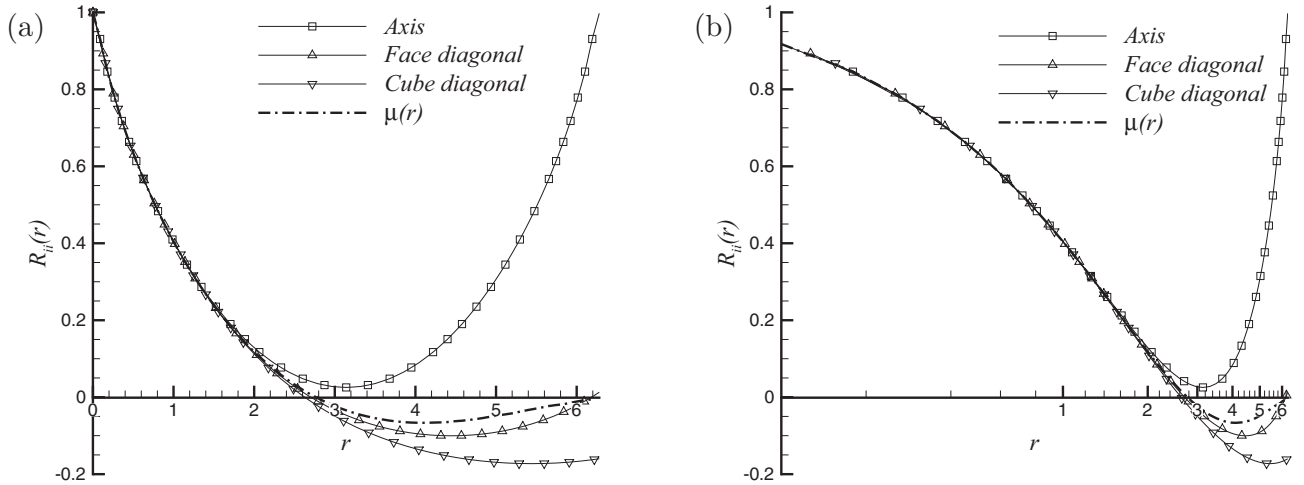 (a)
Axis
Face diagonal
Cube diagonal
μ(r)
R_ii(r)
1
0.8
0.6
0.4
0.2
0
-0.2
0 1 2 3 4 5 6
r
(b)
Axis
Face diagonal
Cube diagonal
μ(r)
R_ii(r)
1
0.8
0.6
0.4
0.2
0
-0.2
1 2 3 4 5 6
r